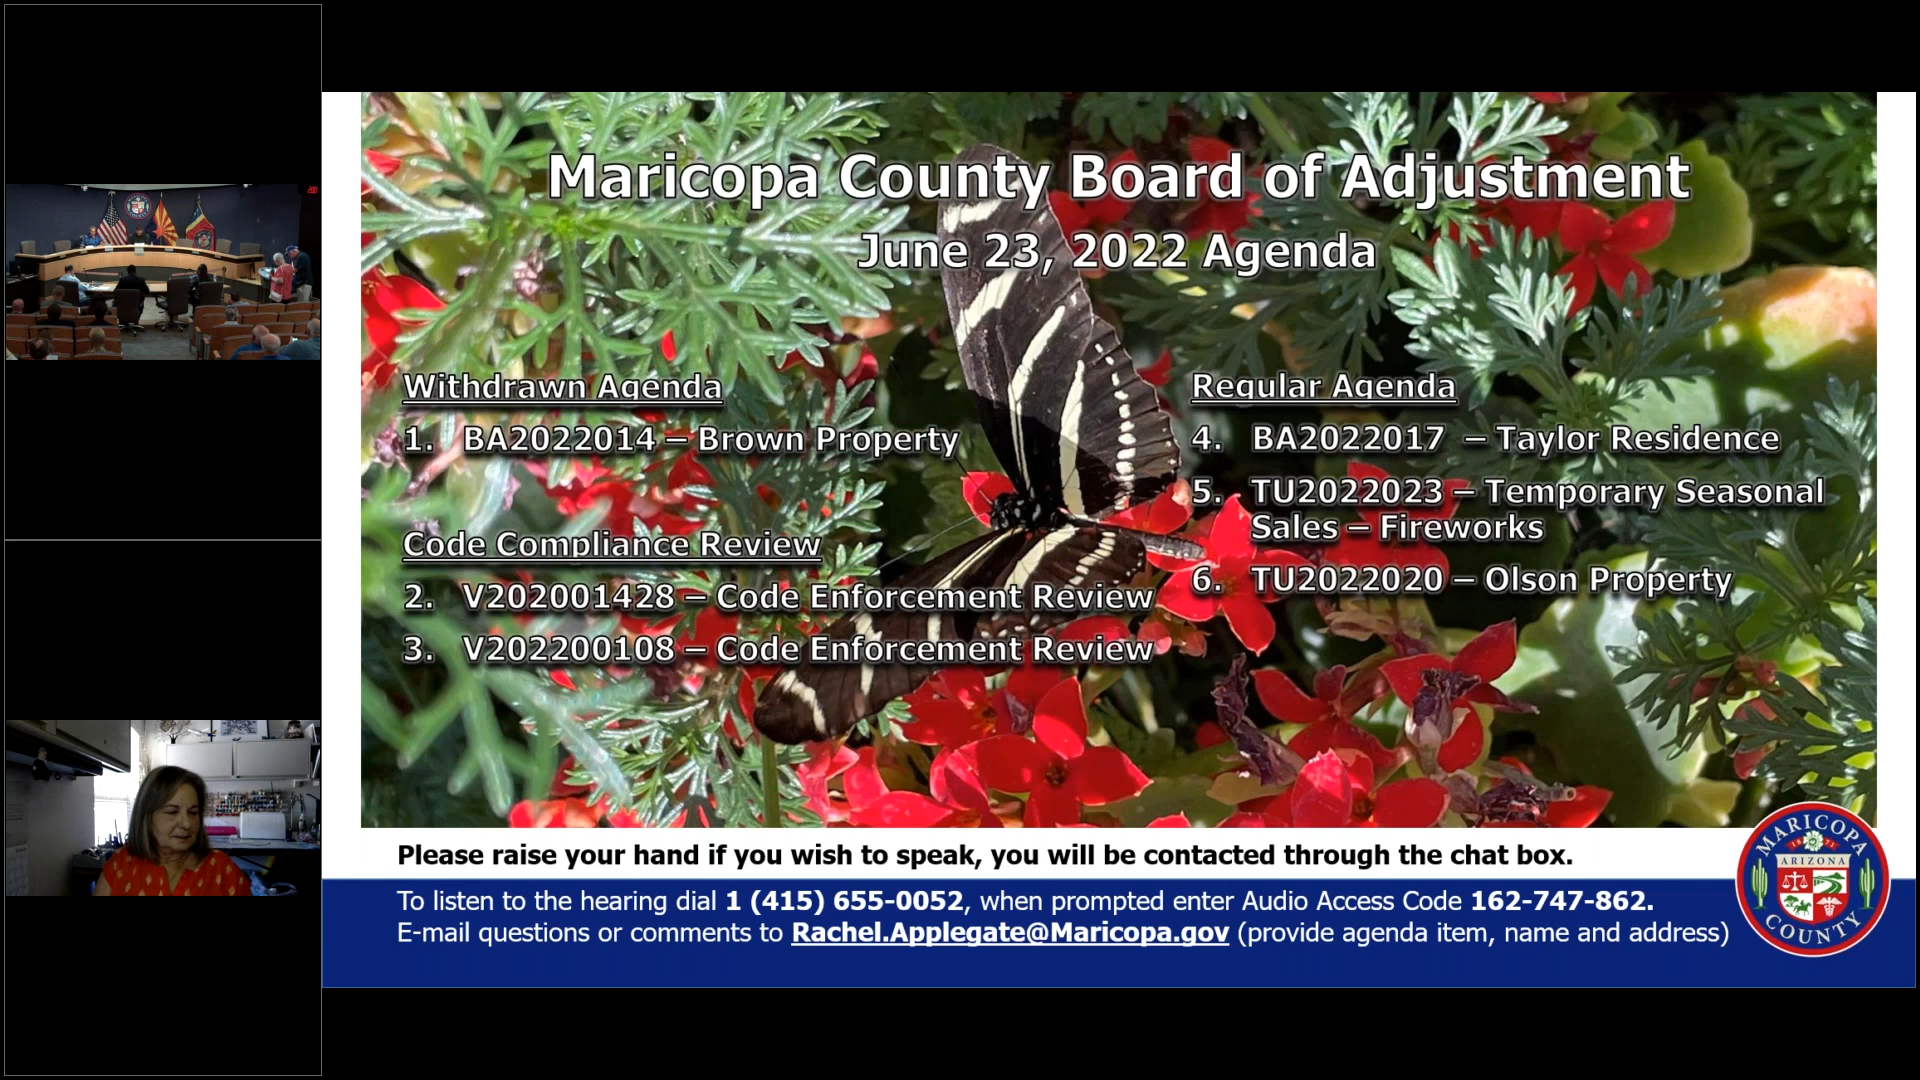 Maricopa County Board of Adjustment
June 23, 2022 Agenda
Withdrawn Agenda
1. BA2022014 – Brown Property
Code Compliance Review
2. V202001428 – Code Enforcement Review
3. V202200108 – Code Enforcement Review
Regular Agenda
4. BA2022017 – Taylor Residence
5. TU2022023 – Temporary Seasonal
Sales – Fireworks
6. TU2022020 – Olson Property
Please raise your hand if you wish to speak, you will be contacted through the chat box.
To listen to the hearing dial 1 (415) 655-0052, when prompted enter Audio Access Code 162-747-862.
E-mail questions or comments to Rachel.Applegate@Maricopa.gov (provide agenda item, name and address)
MARICOPA
1871
ARIZONA
COUNTY